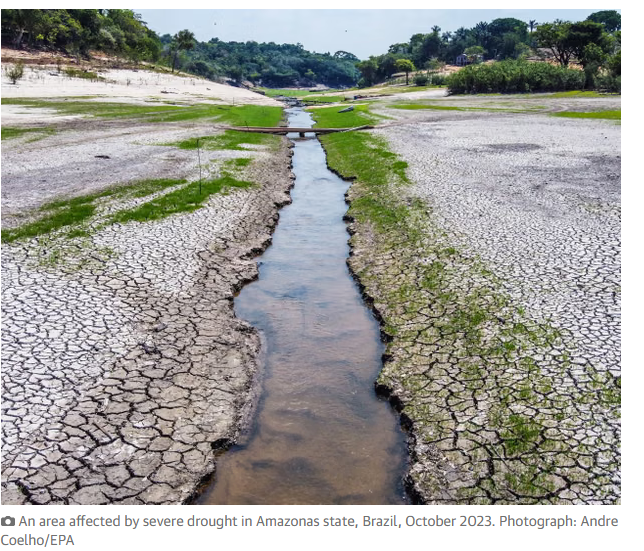 An area affected by severe drought in Amazonas state, Brazil, October 2023. Photograph: Andre
Coelho/EPA